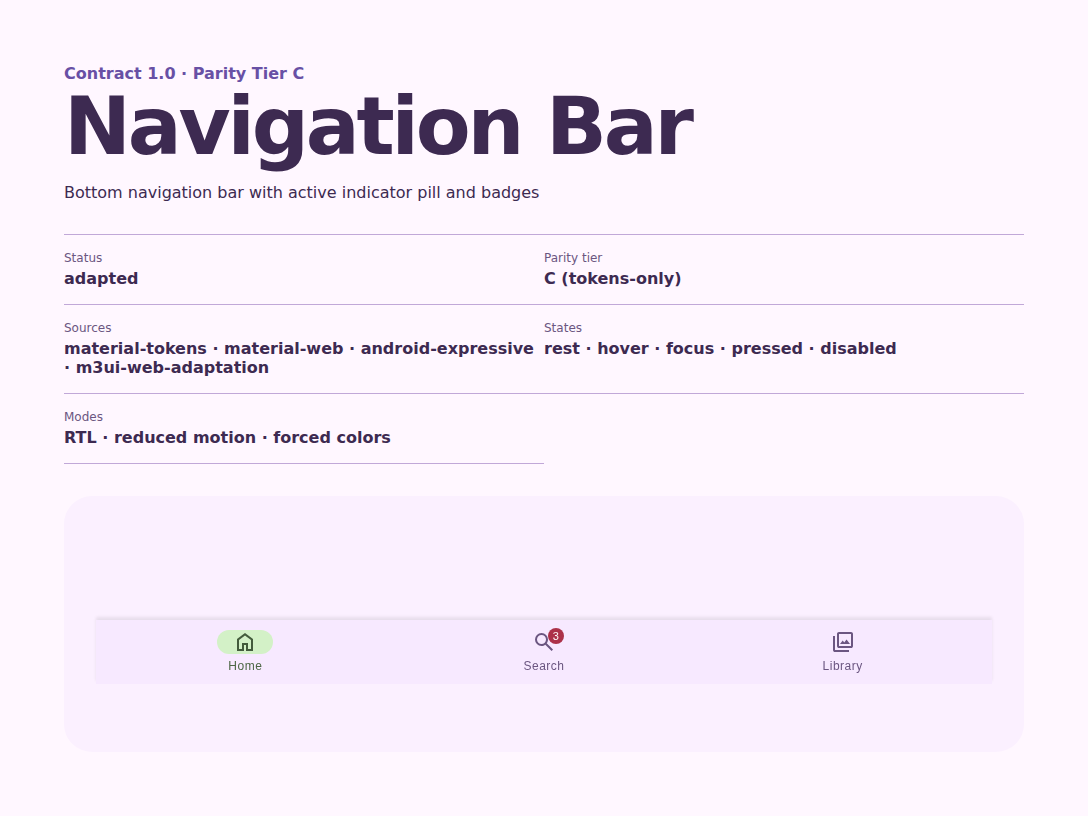 Contract 1.0 · Parity Tier C
Navigation Bar
Bottom navigation bar with active indicator pill and badges
Status
adapted
Parity tier
C (tokens-only)
Sources
material-tokens · material-web · android-expressive
· m3ui-web-adaptation
States
rest · hover · focus · pressed · disabled
Modes
RTL · reduced motion · forced colors
3
Home
Search
Library